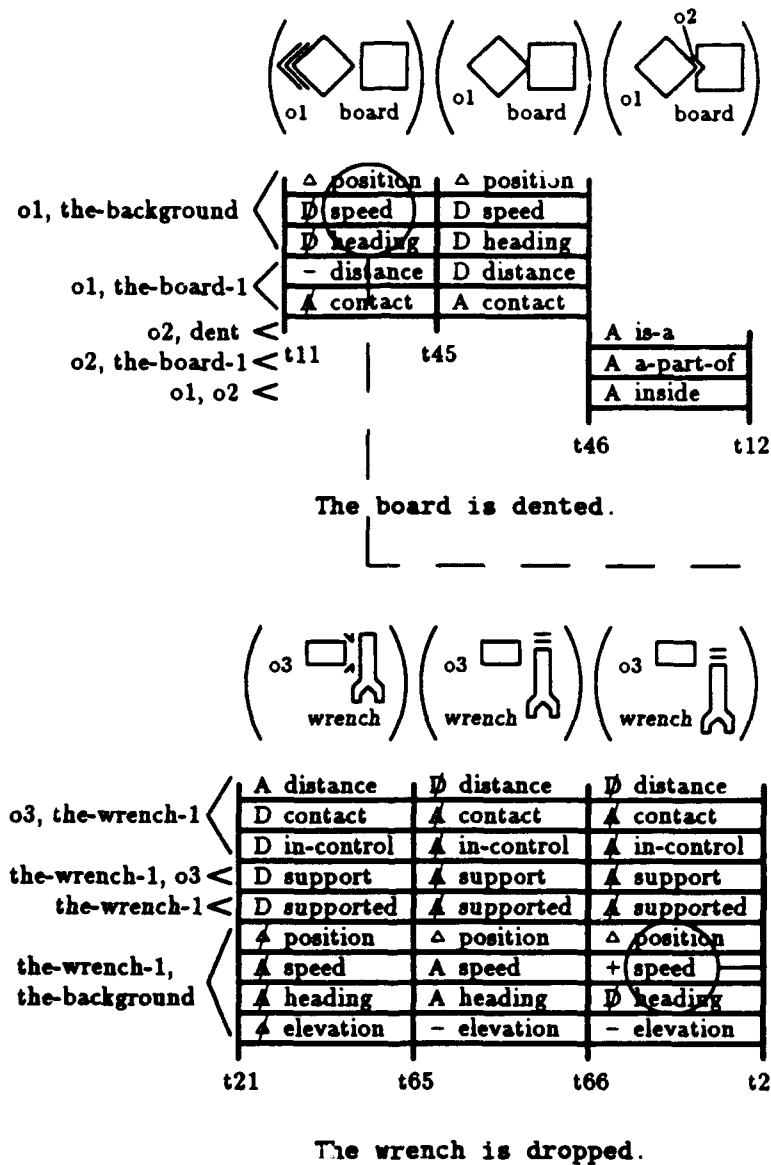 o2
o1 board o1 board o1 board
o1, the-background
Δ position Δ position
D̸ speed D speed
D̸ heading D heading
o1, the-board-1
- distance D distance
A̸ contact A contact
o2, dent A is-a
o2, the-board-1 t11 t45 A a-part-of
o1, o2 A inside
t46 t12
The board is dented.
o3 o3 o3
wrench wrench wrench
A distance D̸ distance D̸ distance
o3, the-wrench-1 D contact A̸ contact A̸ contact
D in-control A̸ in-control A̸ in-control
the-wrench-1, o3 D support A̸ support A̸ support
the-wrench-1 D supported A̸ supported A̸ supported
Δ̸ position Δ position Δ position
the-wrench-1, A̸ speed A speed + speed
the-background A̸ heading A heading D̸ heading
Δ̸ elevation - elevation - elevation
t21 t65 t66 t2
The wrench is dropped.